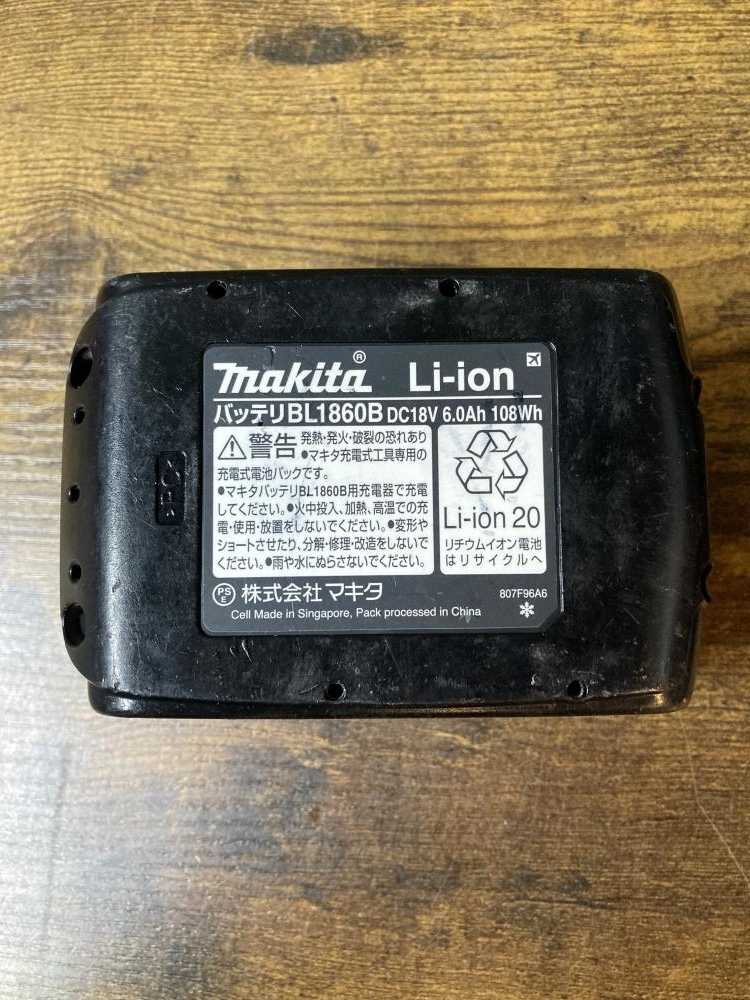 makita® Li-ion
バッテリBL1860B DC18V 6.0Ah 108Wh
警告 発熱・発火・破裂の恐れあり
●マキタ充電式工具専用の
充電式電池パックです。
●マキタバッテリBL1860B用充電器で充電
してください。●火中投入、加熱、高温での充
電・使用・放置をしないでください。●変形や
ショートさせたり、分解・修理・改造をしないで
ください。●雨や水にぬらさないでください。
Li-ion 20
リチウムイオン電池
はリサイクルへ
PSE 株式会社 マキタ
807F96A6
Cell Made in Singapore, Pack processed in China
>PC<